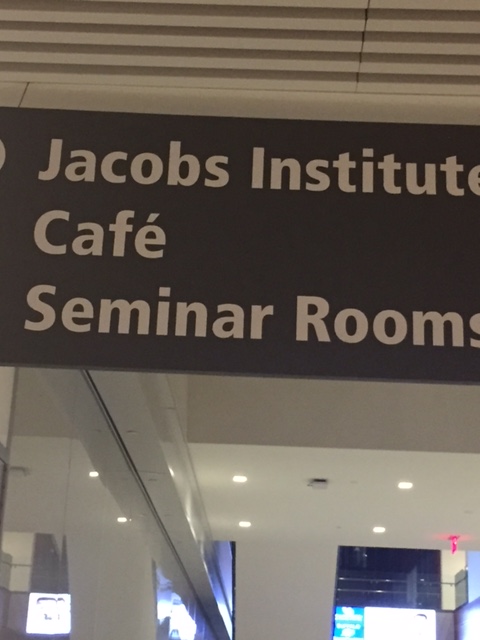 Jacobs Institute
Café
Seminar Rooms